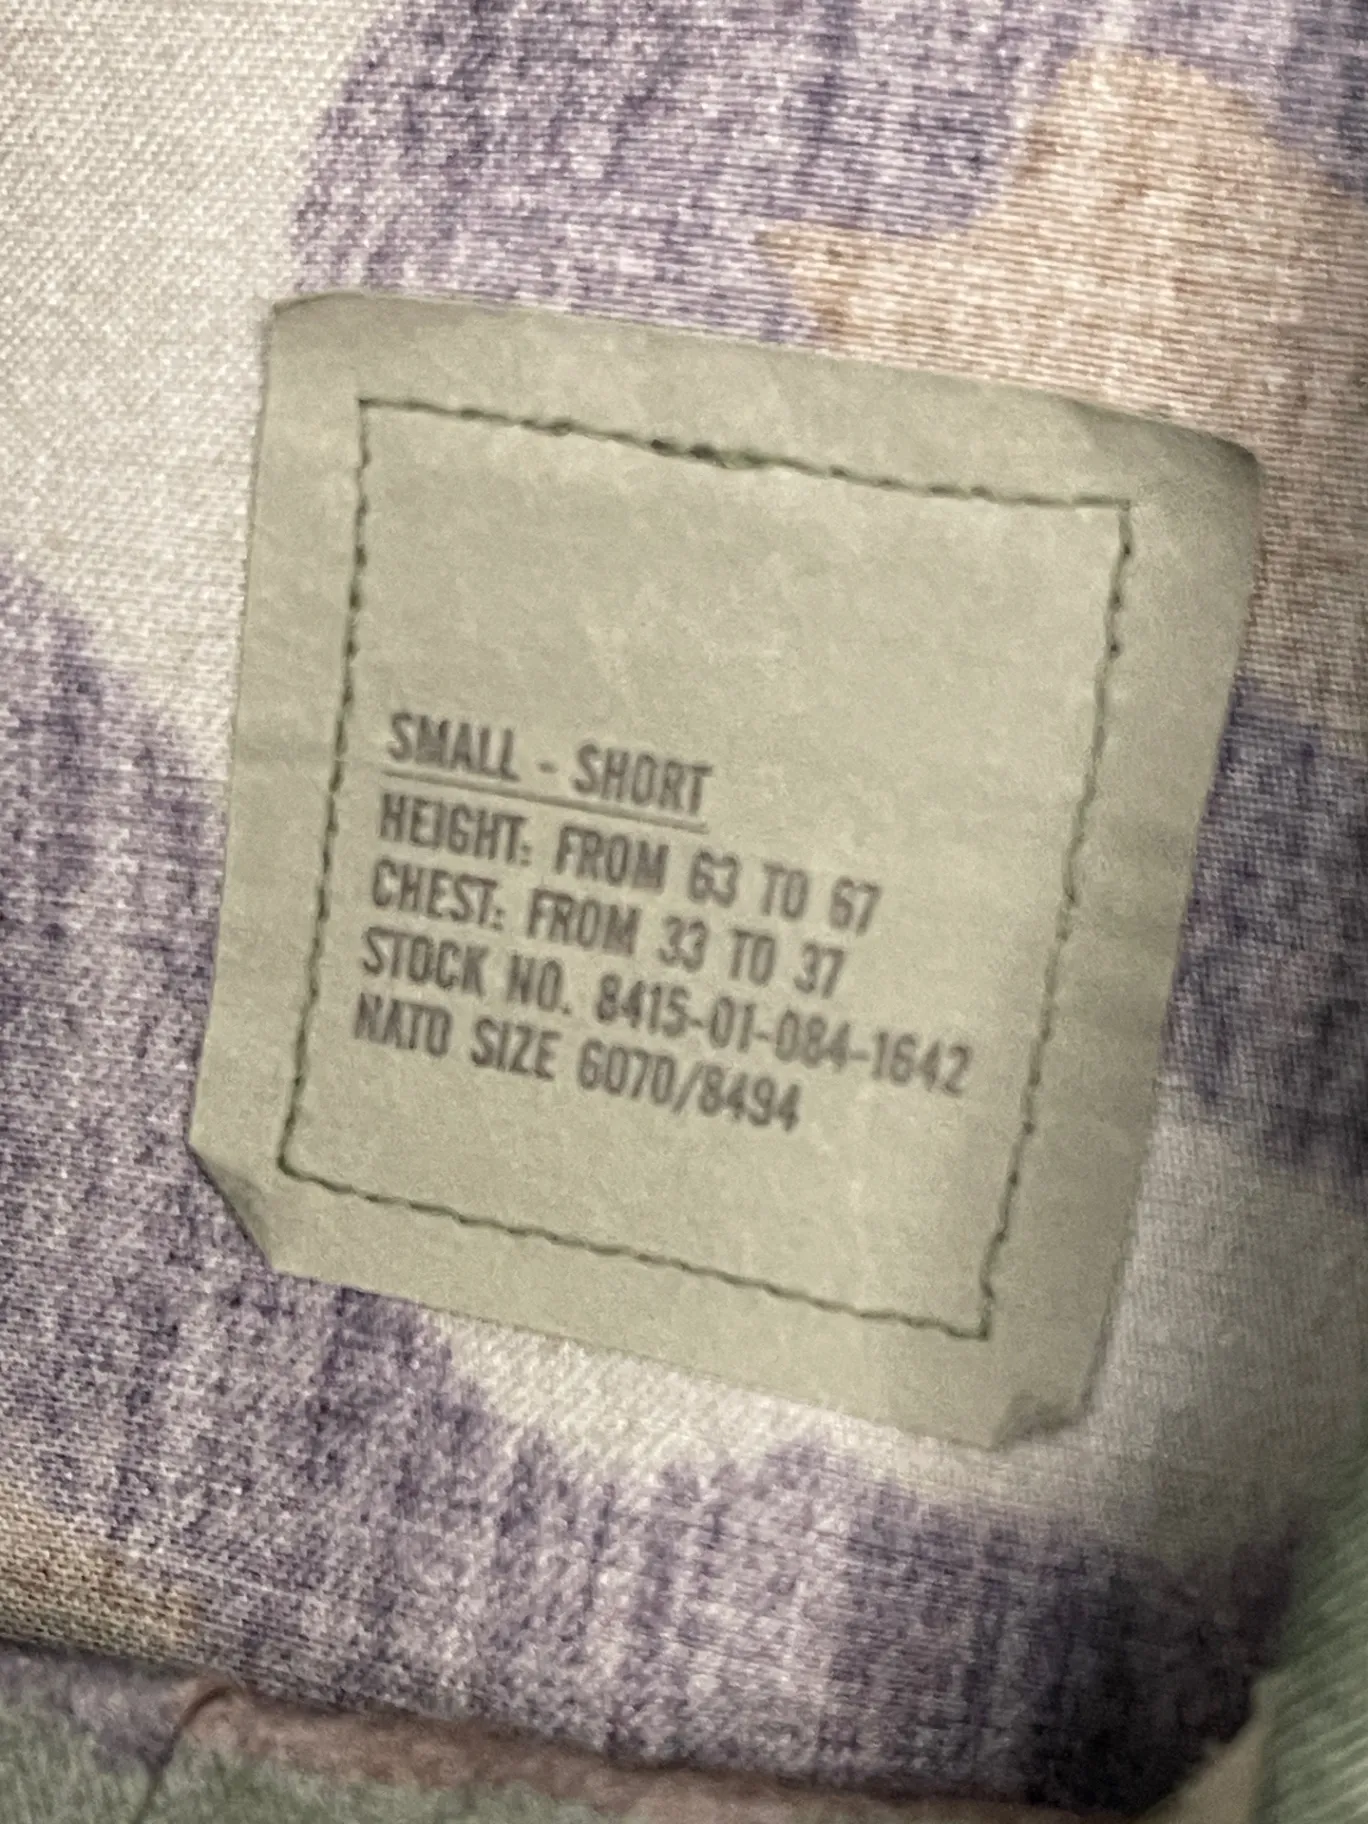 SMALL - SHORT
HEIGHT: FROM 63 TO 67
CHEST: FROM 33 TO 37
STOCK NO. 8415-01-084-1642
NATO SIZE 6070/8494